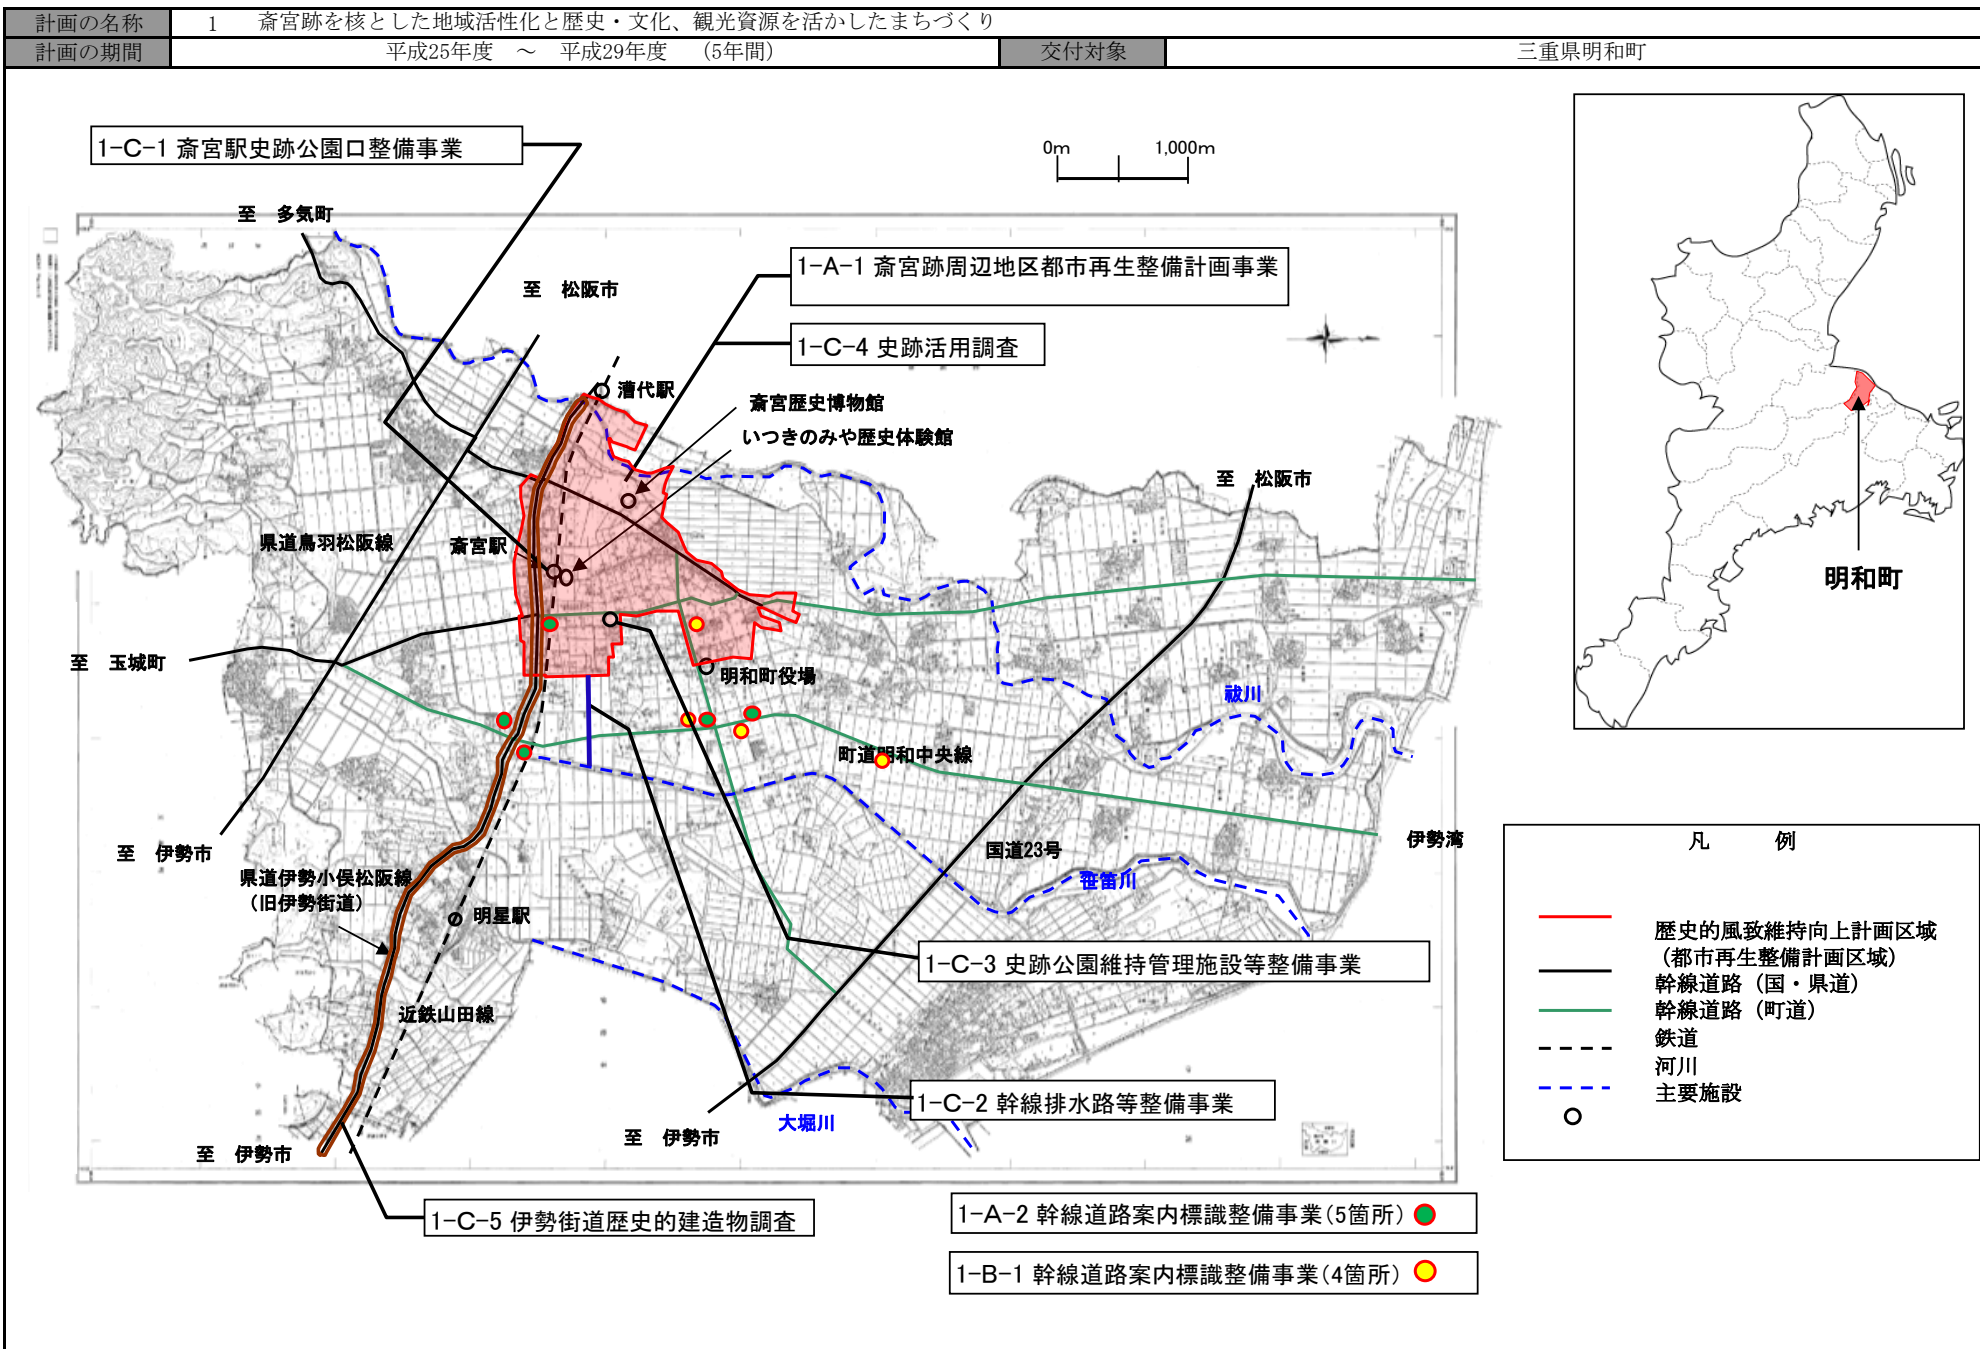 計画の名称 1 斎宮跡を核とした地域活性化と歴史・文化、観光資源を活かしたまちづくり
計画の期間 平成25年度 ～ 平成29年度 （5年間） 交付対象 三重県明和町
1-C-1 斎宮駅史跡公園口整備事業
0m 1,000m
至 多気町
1-A-1 斎宮跡周辺地区都市再生整備計画事業
至 松阪市
1-C-4 史跡活用調査
漕代駅
斎宮歴史博物館
いつきのみや歴史体験館
至 松阪市
県道鳥羽松阪線
斎宮駅
明和町
至 玉城町
明和町役場
祓川
町道明和中央線
至 伊勢市
国道23号
伊勢湾
笹笛川
県道伊勢小俣松阪線
（旧伊勢街道）
明星駅
1-C-3 史跡公園維持管理施設等整備事業
近鉄山田線
1-C-2 幹線排水路等整備事業
大堀川
至 伊勢市
至 伊勢市
1-C-5 伊勢街道歴史的建造物調査
1-A-2 幹線道路案内標識整備事業（5箇所）
1-B-1 幹線道路案内標識整備事業（4箇所）
凡 例
歴史的風致維持向上計画区域
（都市再生整備計画区域）
幹線道路（国・県道）
幹線道路（町道）
鉄道
河川
主要施設